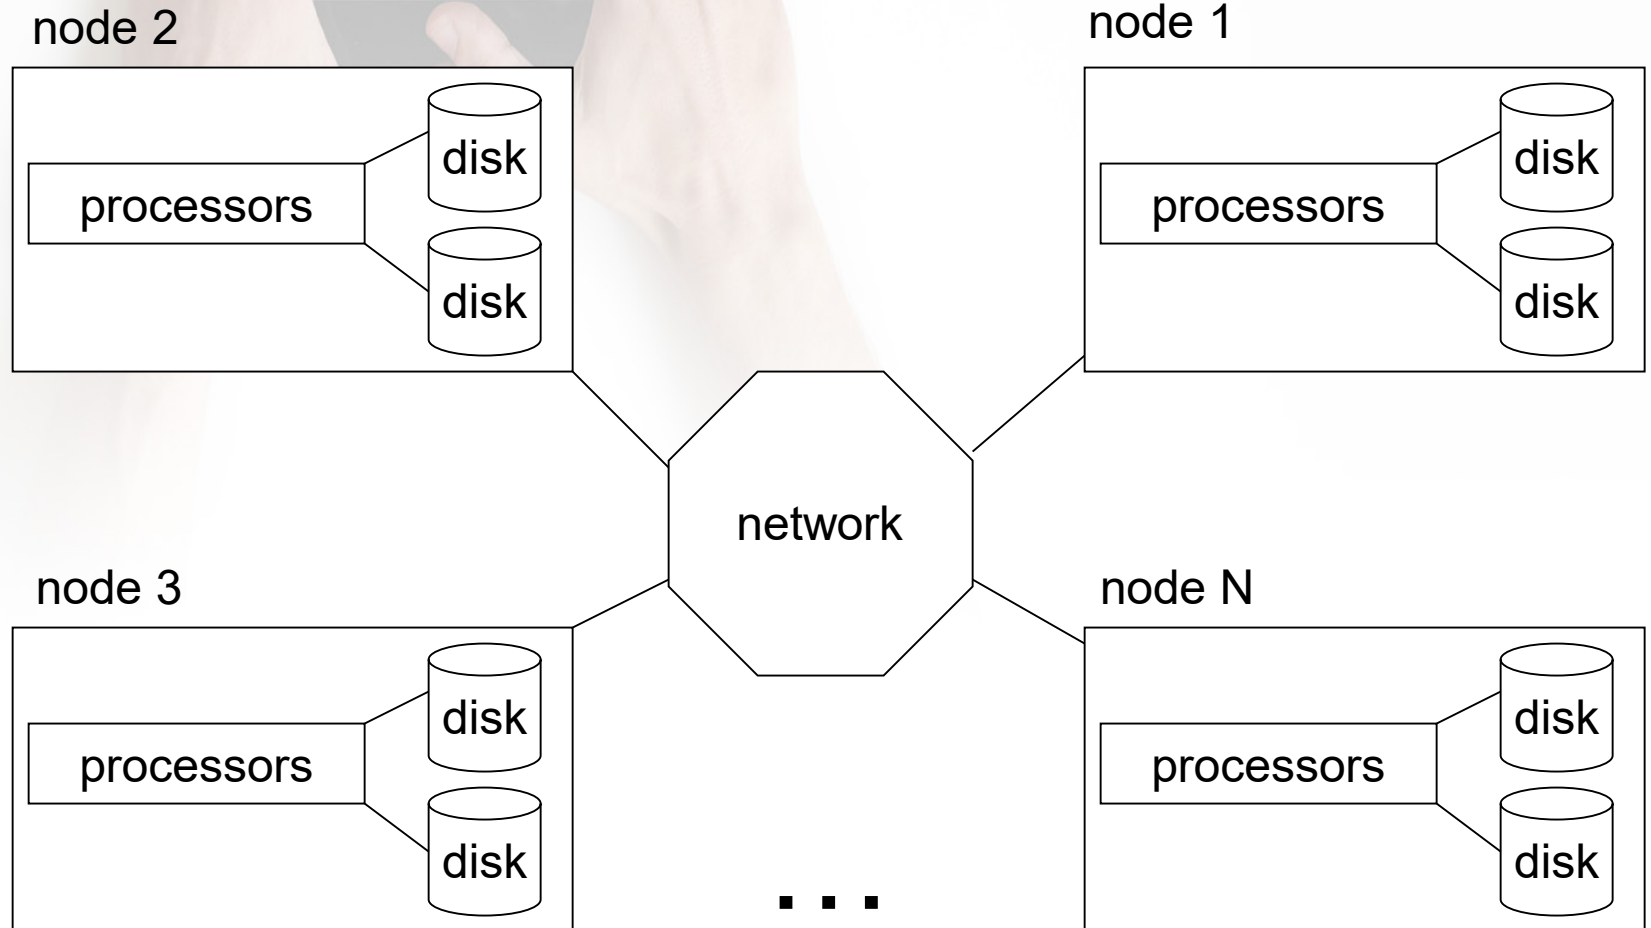 node 2
node 1
disk
processors
disk
disk
processors
disk
network
node 3
node N
disk
processors
disk
disk
processors
disk
...